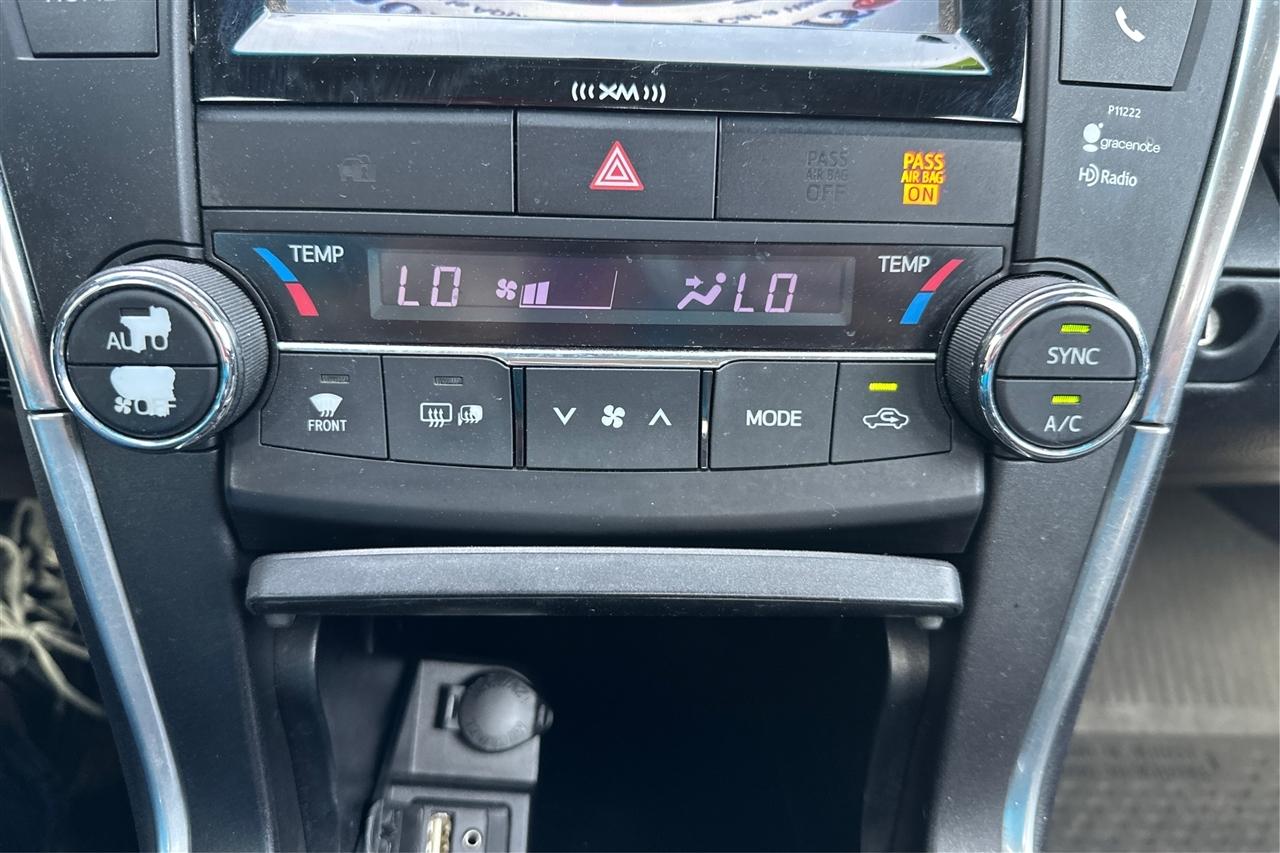 XM
P11222
gracenote
HD Radio
PASS
AIR BAG
OFF
PASS
AIR BAG
ON
TEMP
TEMP
LO
LO
AUTO
OFF
FRONT
MODE
SYNC
A/C